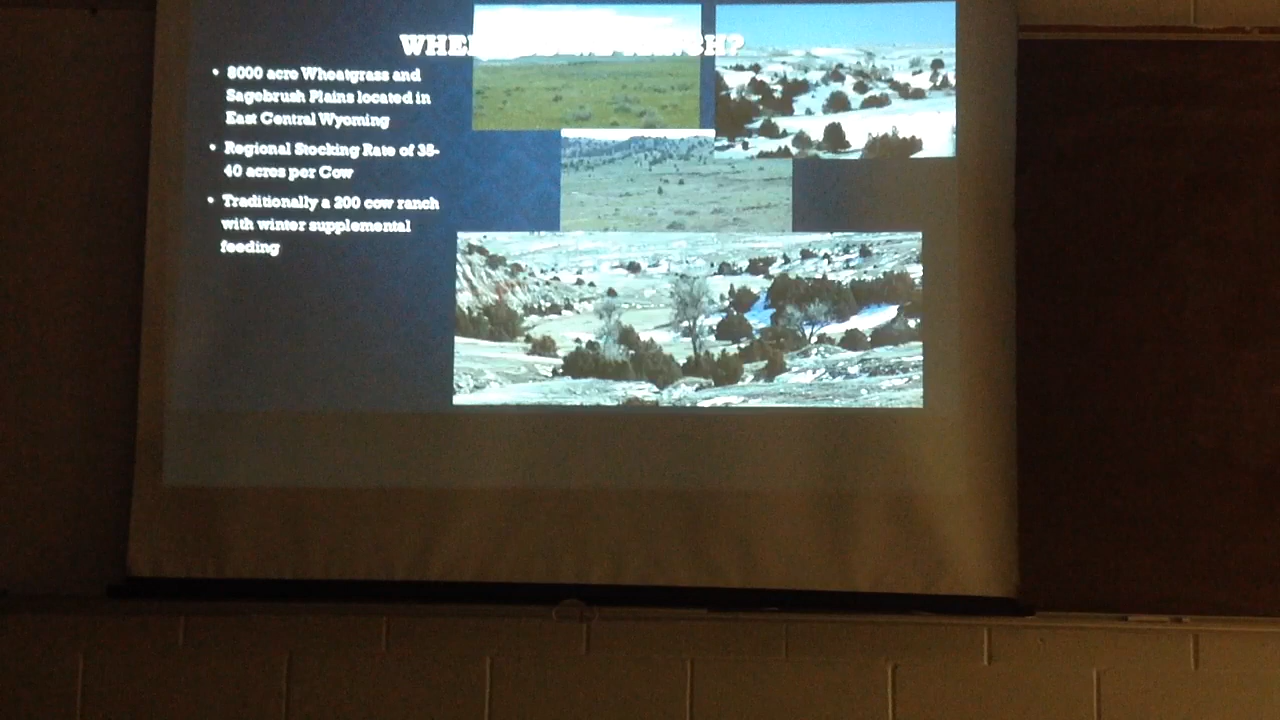 • 8000 acre Wheatgrass and
Sagebrush Plains located in
East Central Wyoming
• Regional Stocking Rate of 35-
40 acres per Cow
• Traditionally a 200 cow ranch
with winter supplemental
feeding